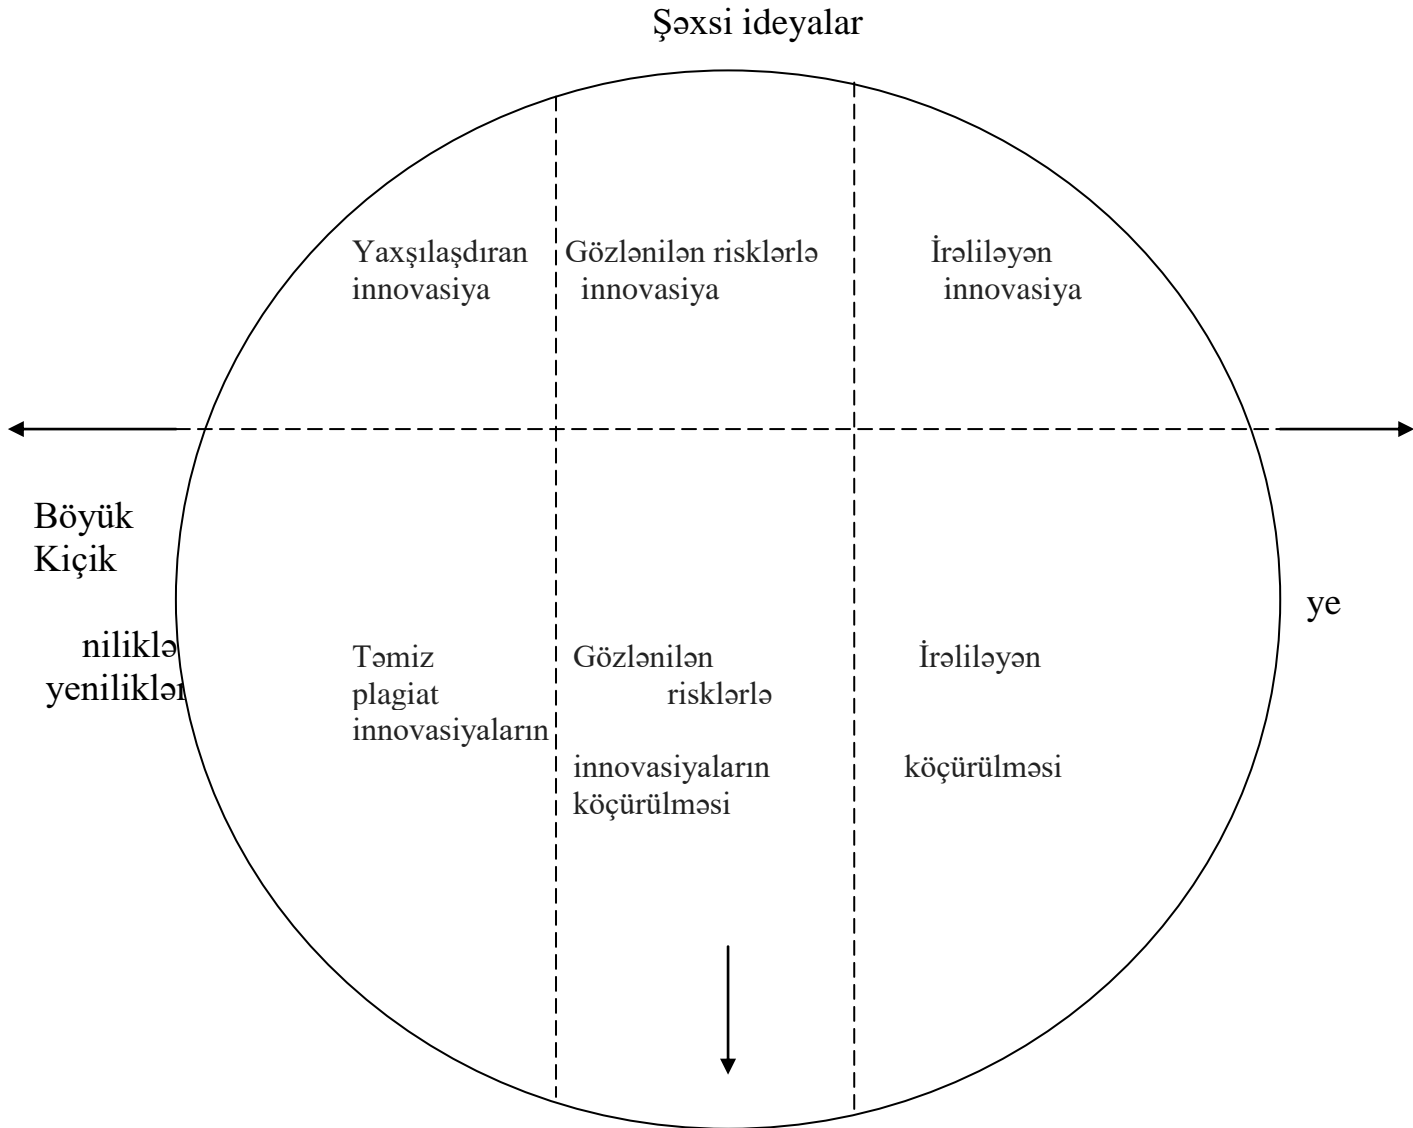 Şəxsi ideyalar
Yaxşılaşdıran
innovasiya
Gözlənilən risklərlə
innovasiya
İrəliləyən
innovasiya
Böyük
Kiçik
ye
niliklə
yeniliklər
Təmiz
plagiat
innovasiyaların
Gözlənilən
risklərlə
innovasiyaların
köçürülməsi
İrəliləyən
köçürülməsi